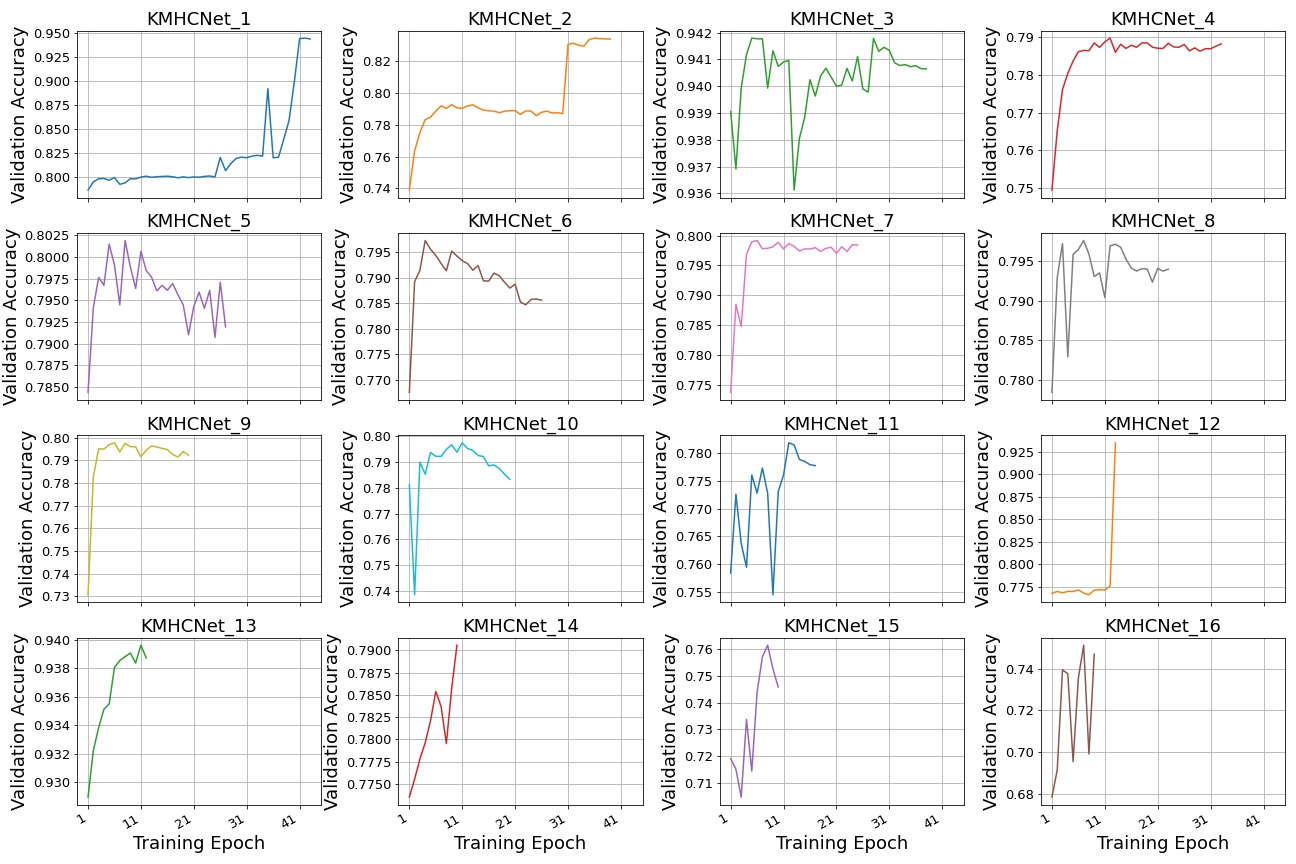 KMHCNet_1
Validation Accuracy
0.950
0.925
0.900
0.875
0.850
0.825
0.800
KMHCNet_2
Validation Accuracy
0.82
0.80
0.78
0.76
0.74
KMHCNet_3
Validation Accuracy
0.942
0.941
0.940
0.939
0.938
0.937
0.936
KMHCNet_4
Validation Accuracy
0.79
0.78
0.77
0.76
0.75
KMHCNet_5
Validation Accuracy
0.8025
0.8000
0.7975
0.7950
0.7925
0.7900
0.7875
0.7850
KMHCNet_6
Validation Accuracy
0.795
0.790
0.785
0.780
0.775
0.770
KMHCNet_7
Validation Accuracy
0.800
0.795
0.790
0.785
0.780
0.775
KMHCNet_8
Validation Accuracy
0.795
0.790
0.785
0.780
KMHCNet_9
Validation Accuracy
0.80
0.79
0.78
0.77
0.76
0.75
0.74
0.73
KMHCNet_10
Validation Accuracy
0.80
0.79
0.78
0.77
0.76
0.75
0.74
KMHCNet_11
Validation Accuracy
0.780
0.775
0.770
0.765
0.760
0.755
KMHCNet_12
Validation Accuracy
0.925
0.900
0.875
0.850
0.825
0.800
0.775
KMHCNet_13
Validation Accuracy
0.940
0.938
0.936
0.934
0.932
0.930
1 11 21 31 41
Training Epoch
KMHCNet_14
Validation Accuracy
0.7900
0.7875
0.7850
0.7825
0.7800
0.7775
0.7750
1 11 21 31 41
Training Epoch
KMHCNet_15
Validation Accuracy
0.76
0.75
0.74
0.73
0.72
0.71
1 11 21 31 41
Training Epoch
KMHCNet_16
Validation Accuracy
0.74
0.72
0.70
0.68
1 11 21 31 41
Training Epoch